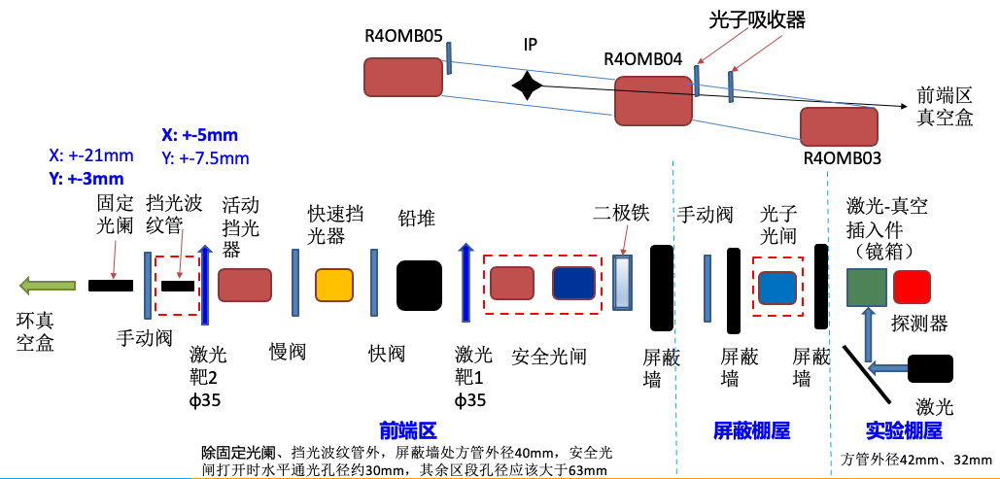 光子吸收器
R4OMB05
IP
R4OMB04
前端区
真空盒
R4OMB03
X: +-21mm
Y: +-3mm
X: +-5mm
Y: +-7.5mm
固定
光阑
挡光波
纹管
活动
挡光
器
快速挡
光器
铅堆
二极铁
手动阀
光子
光闸
激光-真空
插入件
（镜箱）
环真
空盒
手动阀
激光
靶2
ф35
慢阀
快阀
激光
靶1
ф35
安全光闸
屏蔽
墙
屏蔽
墙
屏蔽
墙
探测器
激光
前端区
屏蔽棚屋
实验棚屋
除固定光阑、挡光波纹管外，屏蔽墙处方管外径40mm，安全光
闸打开时水平通光孔径约30mm，其余区段孔径应该大于63mm
方管外径42mm、32mm